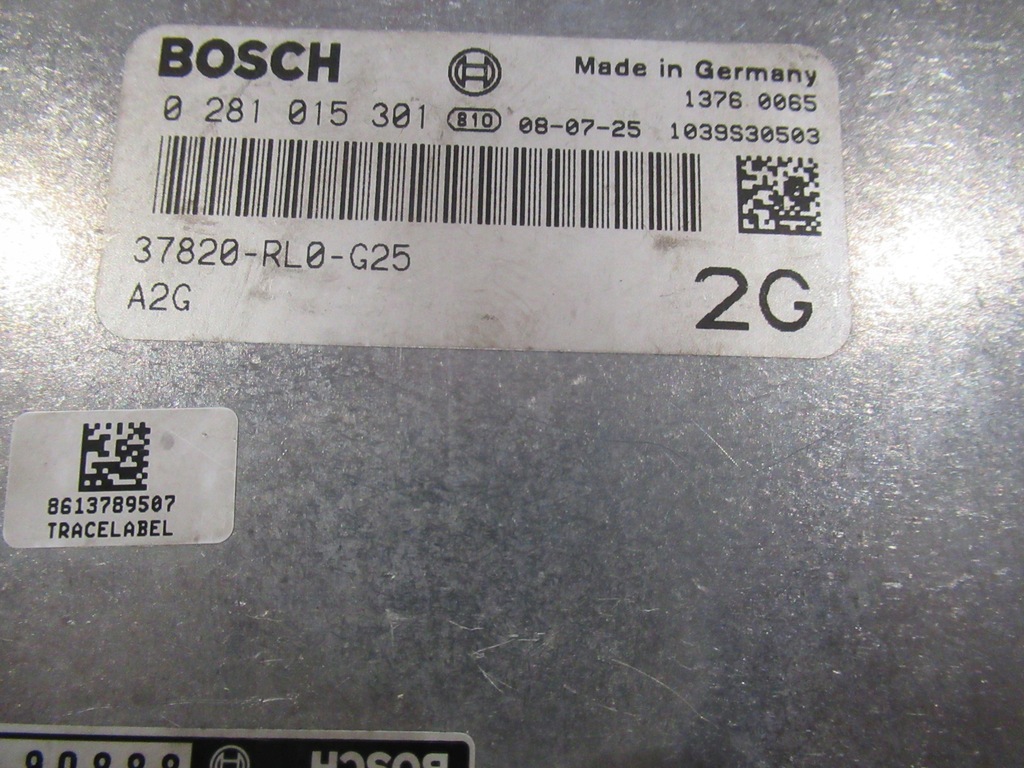 BOSCH
Made in Germany
1376 0065
0 281 015 301 810 08-07-25 1039S30503
37820-RL0-G25
A2G
2G
8613789507
TRACELABEL
BOSCH